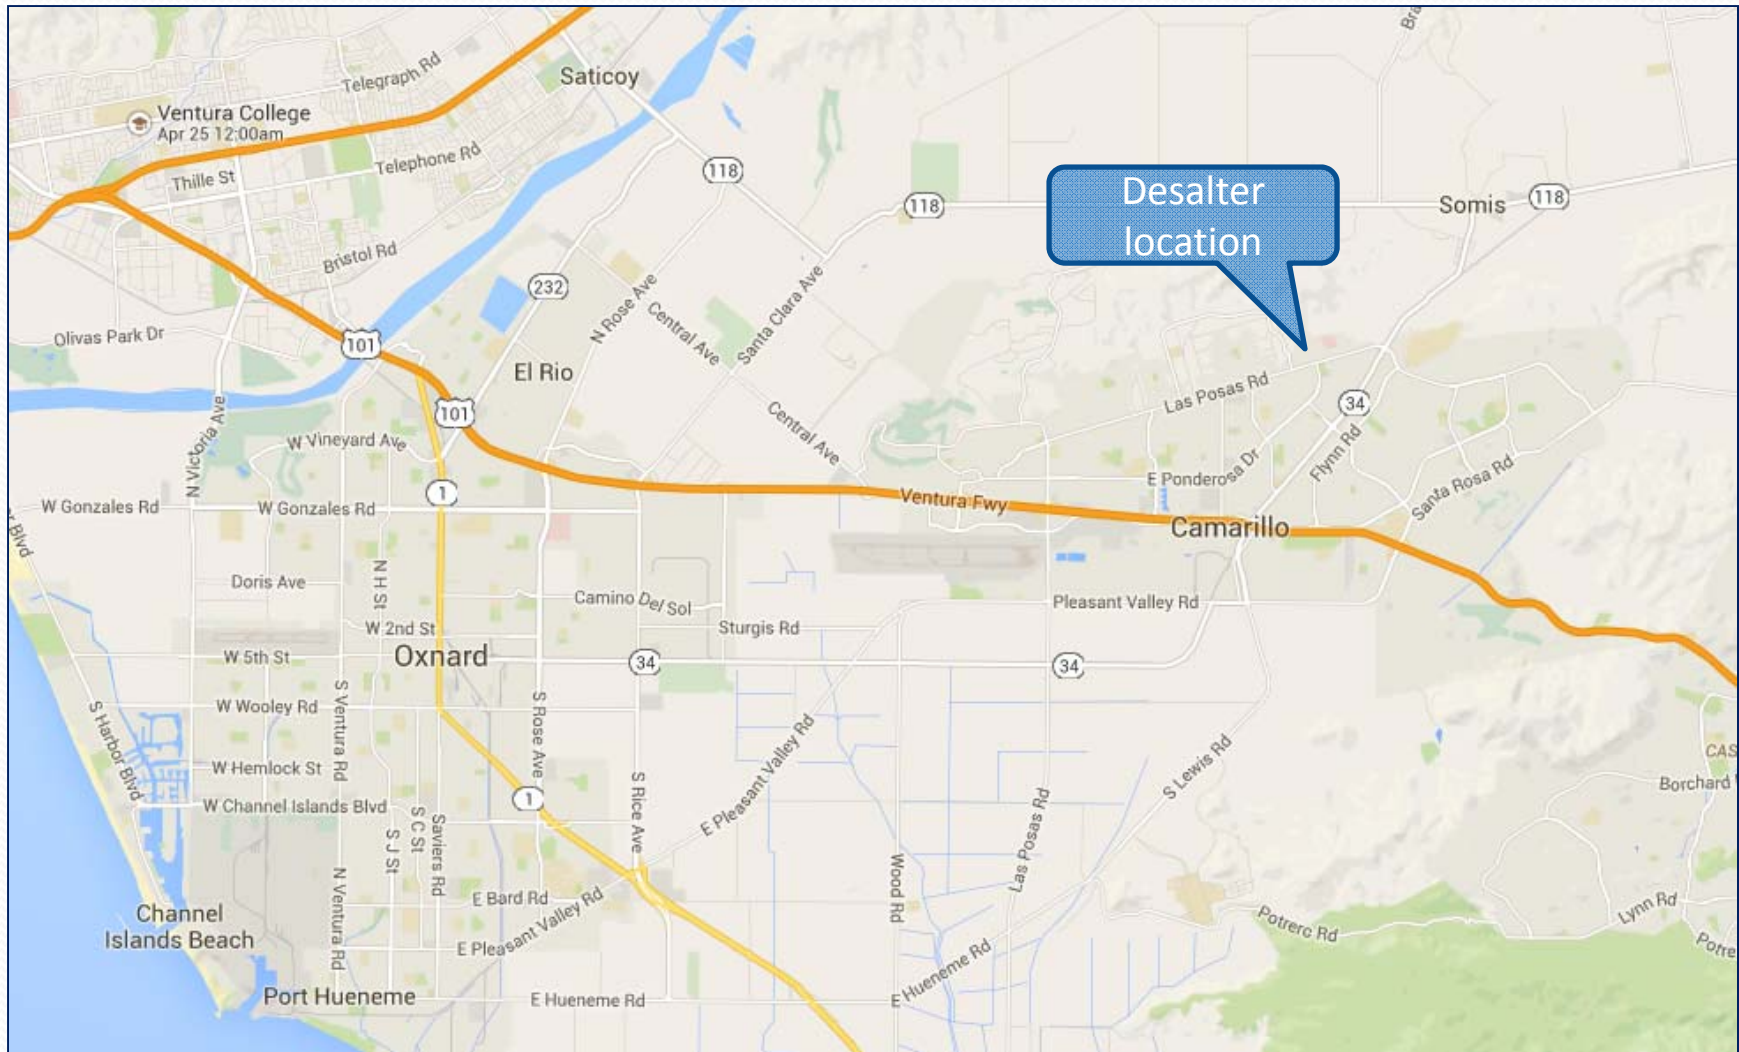 Bra
Telegraph Rd
Saticoy
Ventura College
Apr 25 12:00am
Telephone Rd
Thille St
118
118
Desalter
location
Somis
118
Bristol Rd
232
N Rose Ave
Central Ave
Santa Clara Ave
Olivas Park Dr
101
El Rio
Las Posas Rd
34
101
N Victoria Ave
W Vineyard Ave
Central Ave
Flynn Rd
E Ponderosa Dr
Santa Rosa Rd
1
W Gonzales Rd
W Gonzales Rd
Ventura Fwy
Camarillo
or Blvd
Doris Ave
N H St
Camino Del Sol
Pleasant Valley Rd
W 2nd St
Sturgis Rd
W 5th St
Oxnard
34
34
S Harbor Blvd
W Wooley Rd
S Ventura Rd
S Rose Ave
E Pleasant Valley Rd
S Lewis Rd
CAS
W Hemlock St
S Rice Ave
Borchard
W Channel Islands Blvd
1
S C St
S J St
Saviers Rd
Las Posas Rd
N Ventura Rd
E Bard Rd
Wood Rd
Channel
Islands Beach
E Pleasant Valley Rd
Potrero Rd
Lynn Rd
Potre
E Hueneme Rd
Port Hueneme
E Hueneme Rd